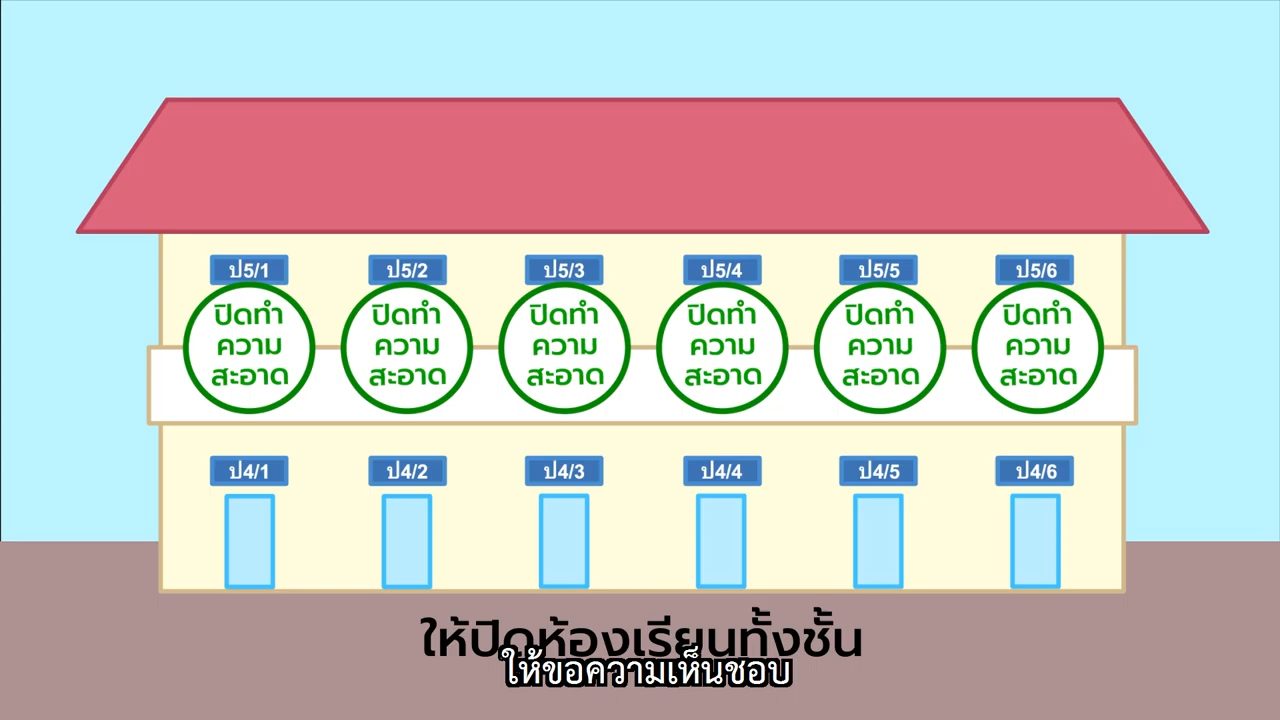 ป5/1 ป5/2 ป5/3 ป5/4 ป5/5 ป5/6
ปิดทำ ปิดทำ ปิดทำ ปิดทำ ปิดทำ ปิดทำ
ความ ความ ความ ความ ความ ความ
สะอาด สะอาด สะอาด สะอาด สะอาด สะอาด
ป4/1 ป4/2 ป4/3 ป4/4 ป4/5 ป4/6
ให้ปิดห้องเรียนทั้งชั้น
ให้ขอความเห็นชอบ